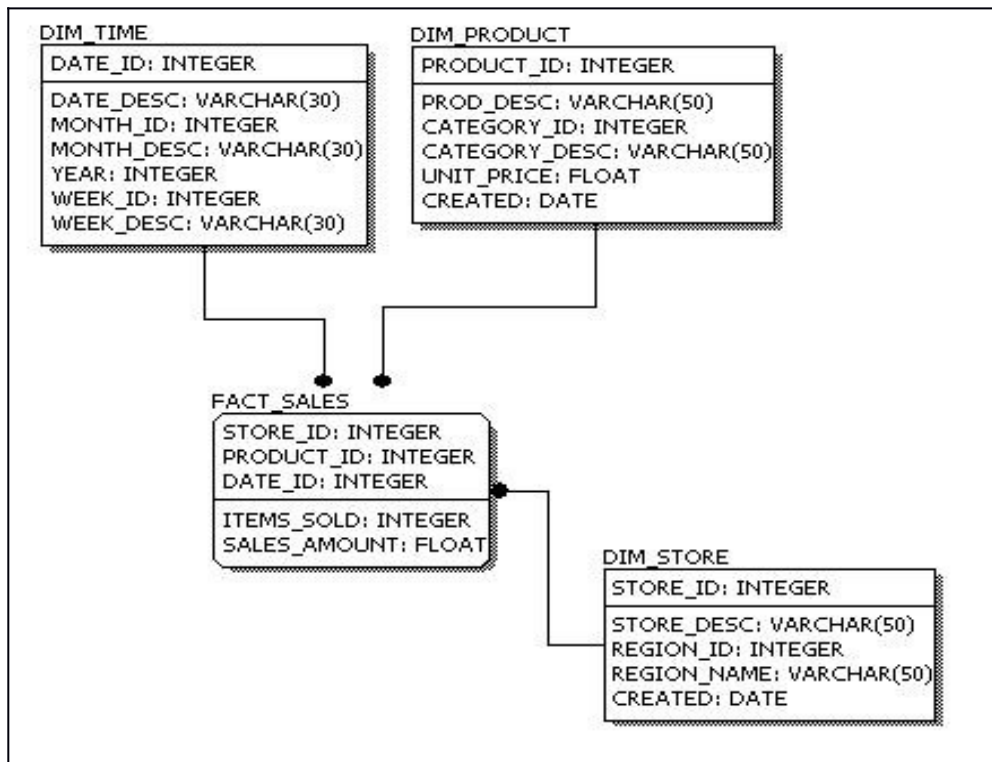 DIM_TIME
DATE_ID: INTEGER
DATE_DESC: VARCHAR(30)
MONTH_ID: INTEGER
MONTH_DESC: VARCHAR(30)
YEAR: INTEGER
WEEK_ID: INTEGER
WEEK_DESC: VARCHAR(30)
DIM_PRODUCT
PRODUCT_ID: INTEGER
PROD_DESC: VARCHAR(50)
CATEGORY_ID: INTEGER
CATEGORY_DESC: VARCHAR(50)
UNIT_PRICE: FLOAT
CREATED: DATE
FACT_SALES
STORE_ID: INTEGER
PRODUCT_ID: INTEGER
DATE_ID: INTEGER
ITEMS_SOLD: INTEGER
SALES_AMOUNT: FLOAT
DIM_STORE
STORE_ID: INTEGER
STORE_DESC: VARCHAR(50)
REGION_ID: INTEGER
REGION_NAME: VARCHAR(50)
CREATED: DATE